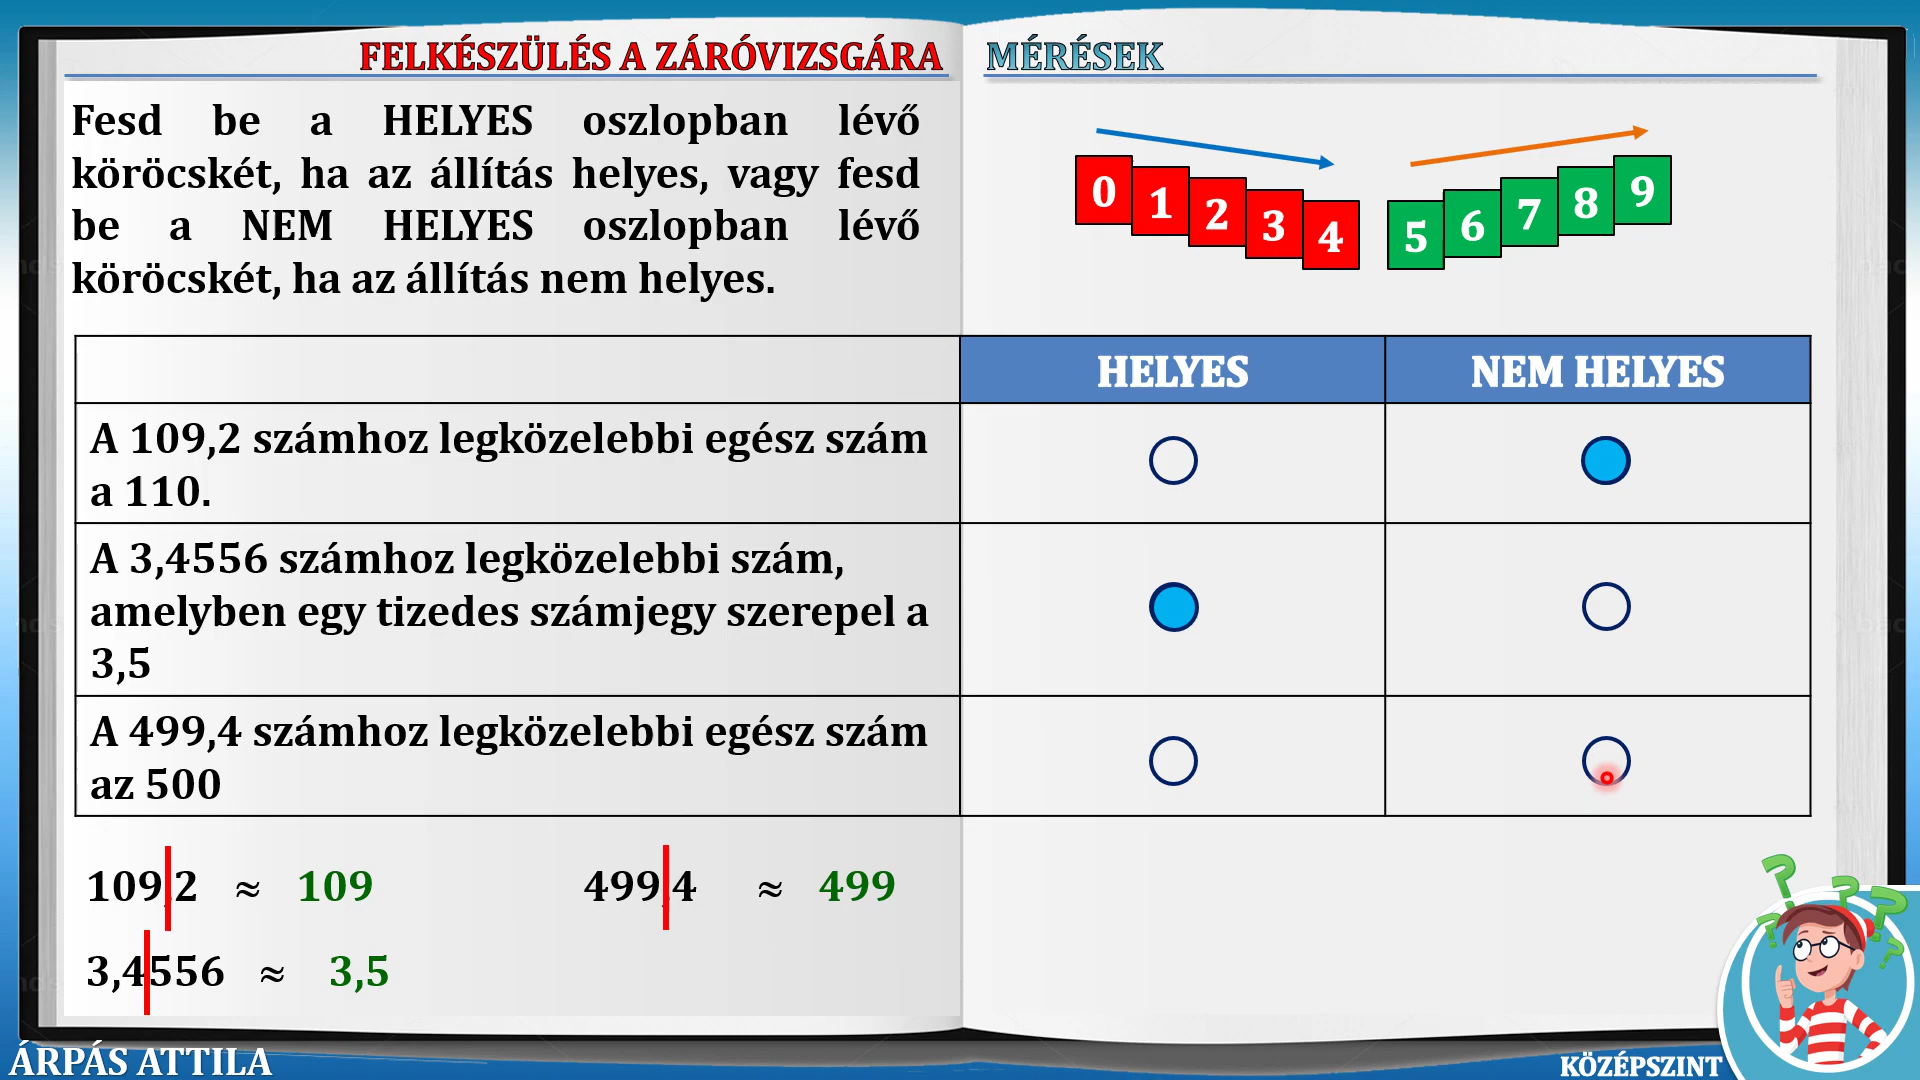 FELKÉSZÜLÉS A ZÁRÓVIZSGÁRA
MÉRÉSEK
Fesd be a HELYES oszlopban lévő
köröcskét, ha az állítás helyes, vagy fesd
be a NEM HELYES oszlopban lévő
köröcskét, ha az állítás nem helyes.
0 1 2 3 4 5 6 7 8 9
HELYES NEM HELYES
A 109,2 számhoz legközelebbi egész szám
a 110.
A 3,4556 számhoz legközelebbi szám,
amelyben egy tizedes számjegy szerepel a
3,5
A 499,4 számhoz legközelebbi egész szám
az 500
109,2 ≈ 109 499,4 ≈ 499
3,4556 ≈ 3,5
ÁRPÁS ATTILA
KÖZÉPSZINT
? ? ? ? ?